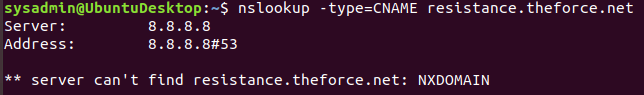 sysadmin@UbuntuDesktop:~$ nslookup -type=CNAME resistance.theforce.net
Server:         8.8.8.8
Address:        8.8.8.8#53
** server can't find resistance.theforce.net: NXDOMAIN